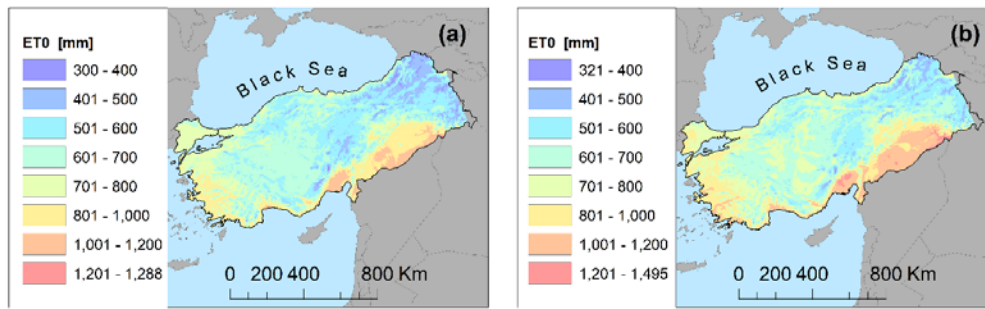 (a)
ET0 [mm]
300 - 400
401 - 500
501 - 600
601 - 700
701 - 800
801 - 1,000
1,001 - 1,200
1,201 - 1,288
Black Sea
0 200 400 800 Km
(b)
ET0 [mm]
321 - 400
401 - 500
501 - 600
601 - 700
701 - 800
801 - 1,000
1,001 - 1,200
1,201 - 1,495
Black Sea
0 200 400 800 Km